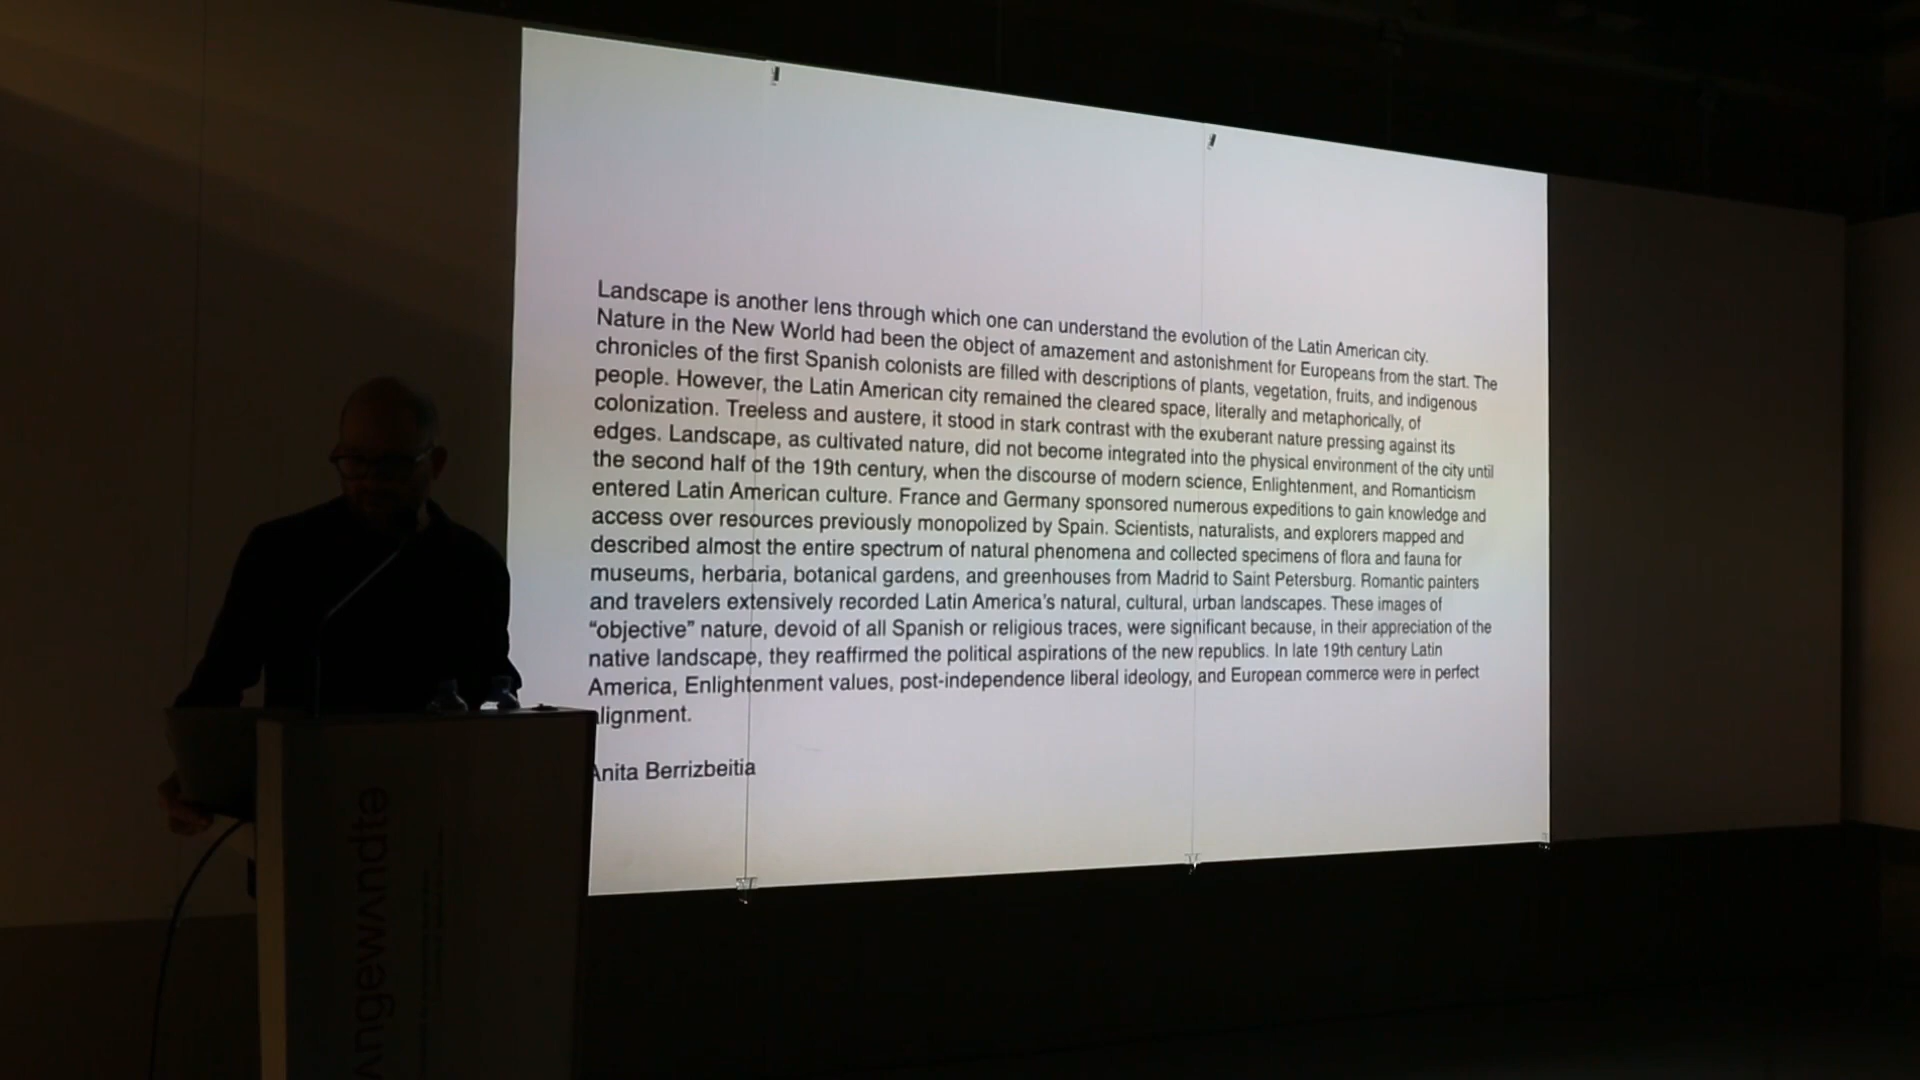 Landscape is another lens through which one can understand the evolution of the Latin American city.
Nature in the New World had been the object of amazement and astonishment for Europeans from the start. The
chronicles of the first Spanish colonists are filled with descriptions of plants, vegetation, fruits, and indigenous
people. However, the Latin American city remained the cleared space, literally and metaphorically, of
colonization. Treeless and austere, it stood in stark contrast with the exuberant nature pressing against its
edges. Landscape, as cultivated nature, did not become integrated into the physical environment of the city until
the second half of the 19th century, when the discourse of modern science, Enlightenment, and Romanticism
entered Latin American culture. France and Germany sponsored numerous expeditions to gain knowledge and
access over resources previously monopolized by Spain. Scientists, naturalists, and explorers mapped and
described almost the entire spectrum of natural phenomena and collected specimens of flora and fauna for
museums, herbaria, botanical gardens, and greenhouses from Madrid to Saint Petersburg. Romantic painters
and travelers extensively recorded Latin America's natural, cultural, urban landscapes. These images of
“objective” nature, devoid of all Spanish or religious traces, were significant because, in their appreciation of the
native landscape, they reaffirmed the political aspirations of the new republics. In late 19th century Latin
America, Enlightenment values, post-independence liberal ideology, and European commerce were in perfect
lignment.
Anita Berrizbeitia
ʌngewʌndte